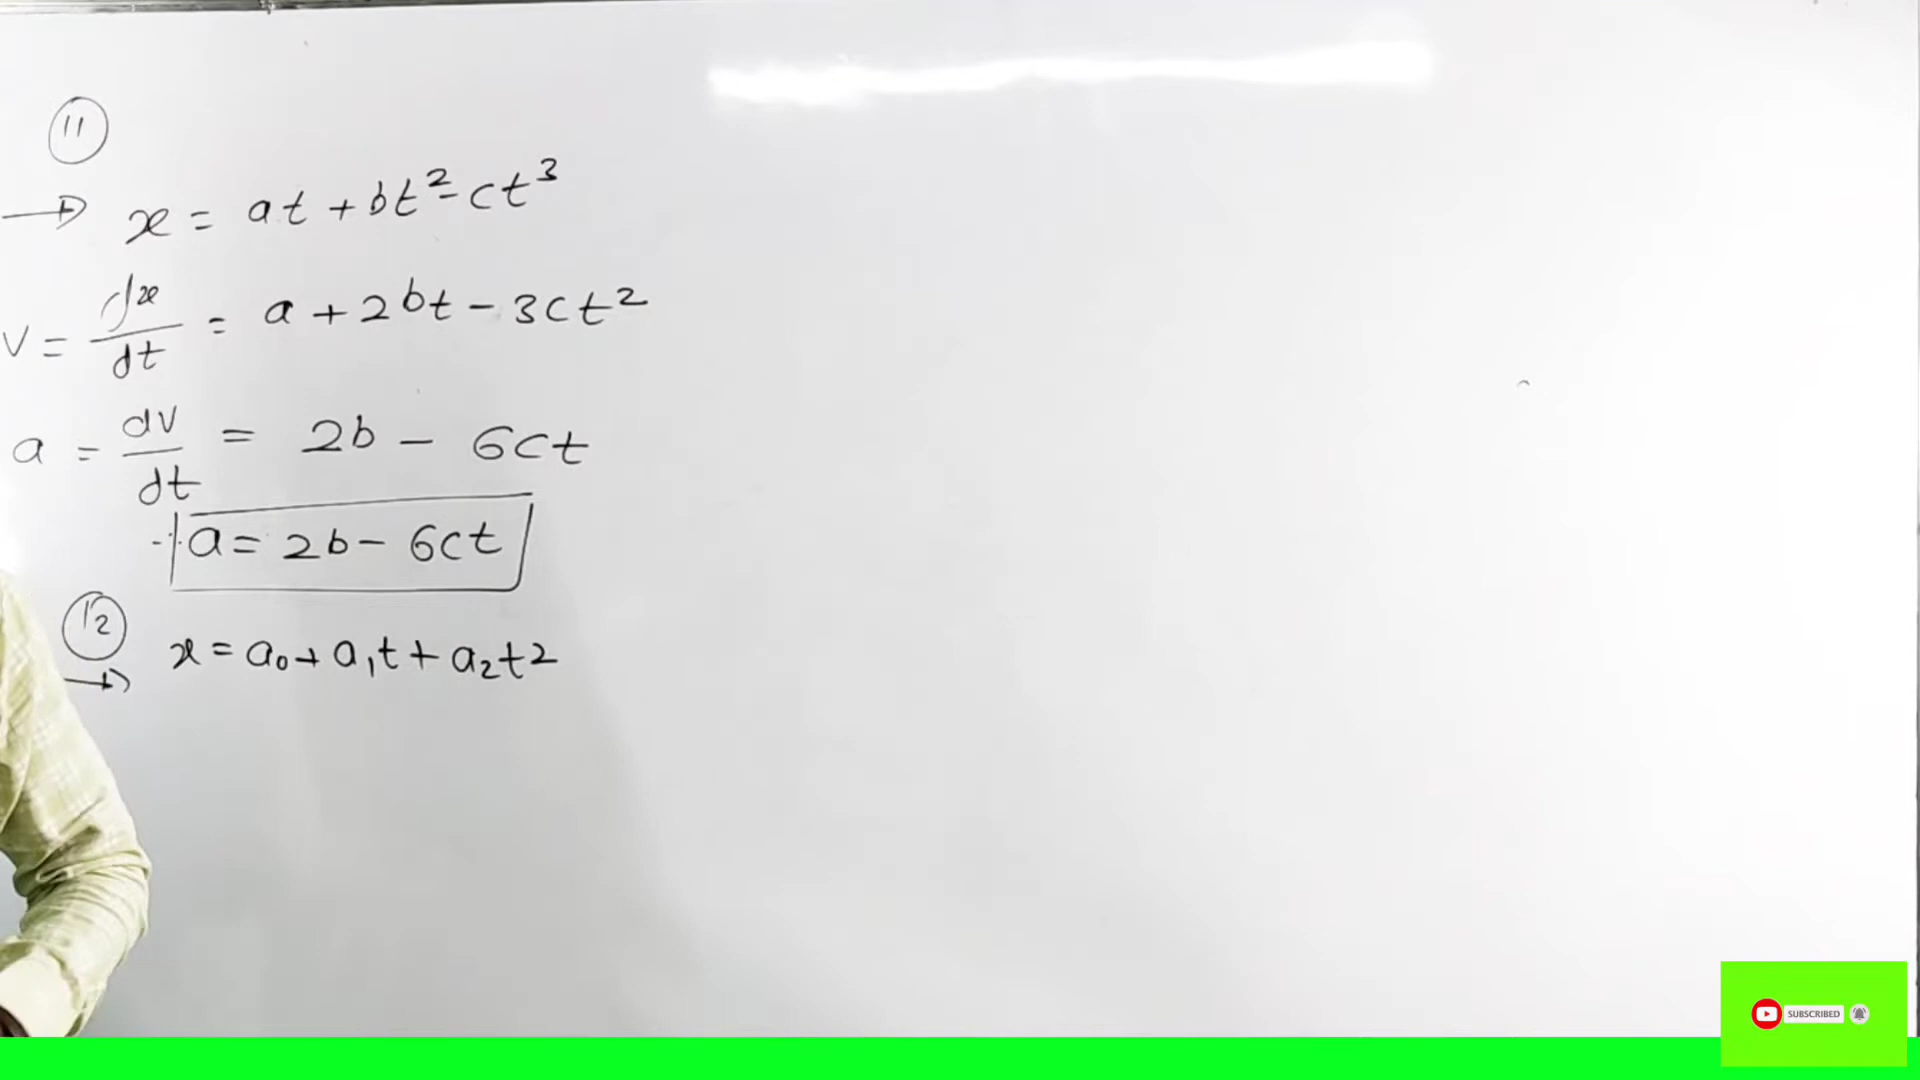 11
→ x = at + bt² - ct³
v = dx/dt = a + 2bt - 3ct²
a = dv/dt = 2b - 6ct
∴ a = 2b - 6ct
12
→ x = a₀ + a₁t + a₂t2
SUBSCRIBED